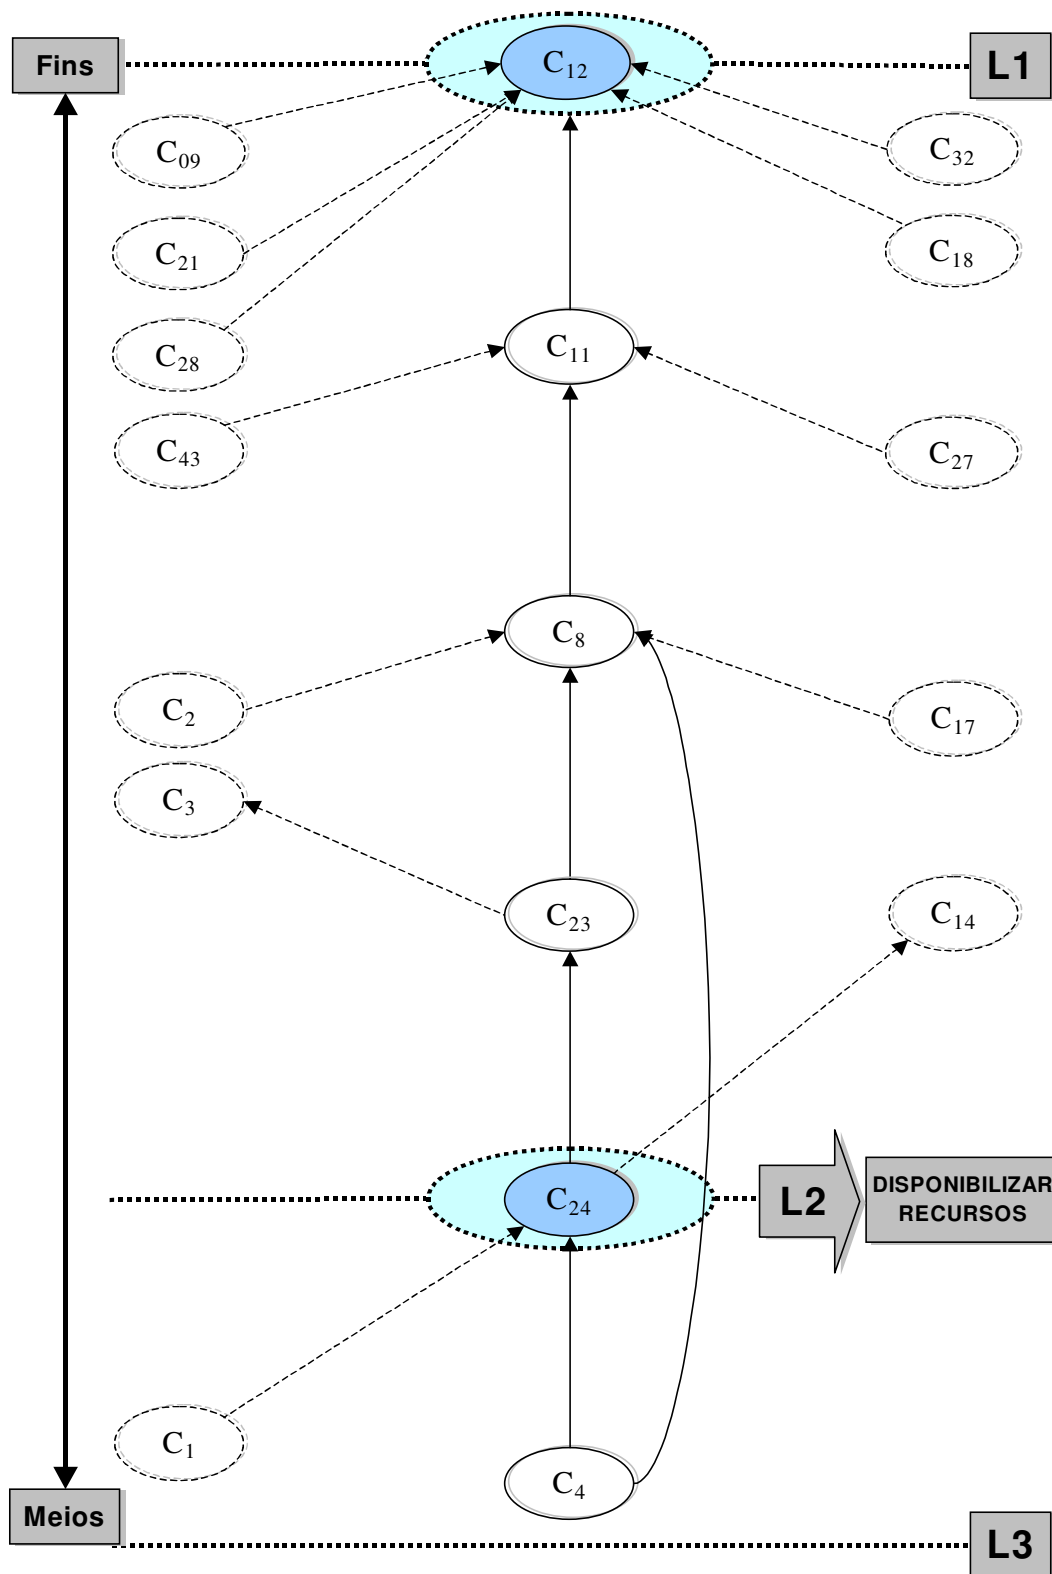 Fins
C12
L1
C09
C32
C21
C18
C11
C28
C43
C27
C8
C2
C17
C3
C23
C14
C24
L2
DISPONIBILIZAR
RECURSOS
C1
C4
Meios
L3